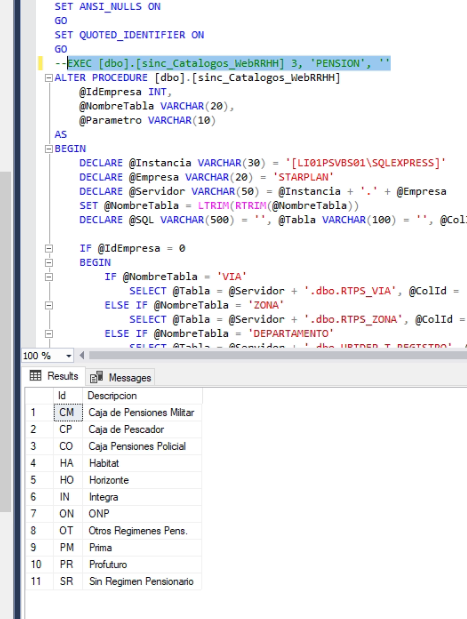 SET ANSI_NULLS ON
GO
SET QUOTED_IDENTIFIER ON
GO
--EXEC [dbo].[sinc_Catalogos_WebRRHH] 3, 'PENSION', ''
ALTER PROCEDURE [dbo].[sinc_Catalogos_WebRRHH]
@IdEmpresa INT,
@NombreTabla VARCHAR(20),
@Parametro VARCHAR(10)
AS
BEGIN
DECLARE @Instancia VARCHAR(30) = '[LI01PSVBS01\SQLEXPRESS]'
DECLARE @Empresa VARCHAR(20) = 'STARPLAN'
DECLARE @Servidor VARCHAR(50) = @Instancia + '.' + @Empresa
SET @NombreTabla = LTRIM(RTRIM(@NombreTabla))
DECLARE @SQL VARCHAR(500) = '', @Tabla VARCHAR(100) = '', @ColI
IF @IdEmpresa = 0
BEGIN
IF @NombreTabla = 'VIA'
SELECT @Tabla = @Servidor + '.dbo.RTPS_VIA', @ColId =
ELSE IF @NombreTabla = 'ZONA'
SELECT @Tabla = @Servidor + '.dbo.RTPS_ZONA', @ColId =
ELSE IF @NombreTabla = 'DEPARTAMENTO'
SELECT @Tabla = @Servidor + '.dbo.UBIDEP_T_REGISTRO'
100 %
Results Messages
Id Descripcion
1 CM Caja de Pensiones Militar
2 CP Caja de Pescador
3 CO Caja Pensiones Policial
4 HA Habitat
5 HO Horizonte
6 IN Integra
7 ON ONP
8 OT Otros Regimenes Pens.
9 PM Prima
10 PR Profuturo
11 SR Sin Regimen Pensionario